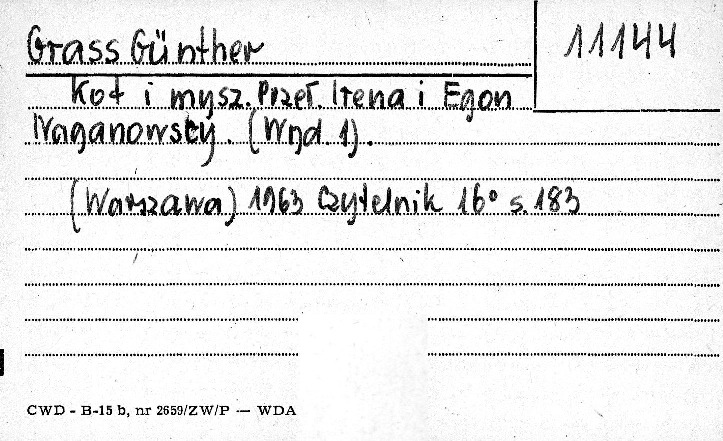 Grass Günther
11144
Kot i mysz. Przeł. Irena i Egon
Naganowscy. (Wyd. 1).
(Warszawa) 1963 Czytelnik 16° s. 183
CWD - B-15 b, nr 2659/ZW/P — WDA